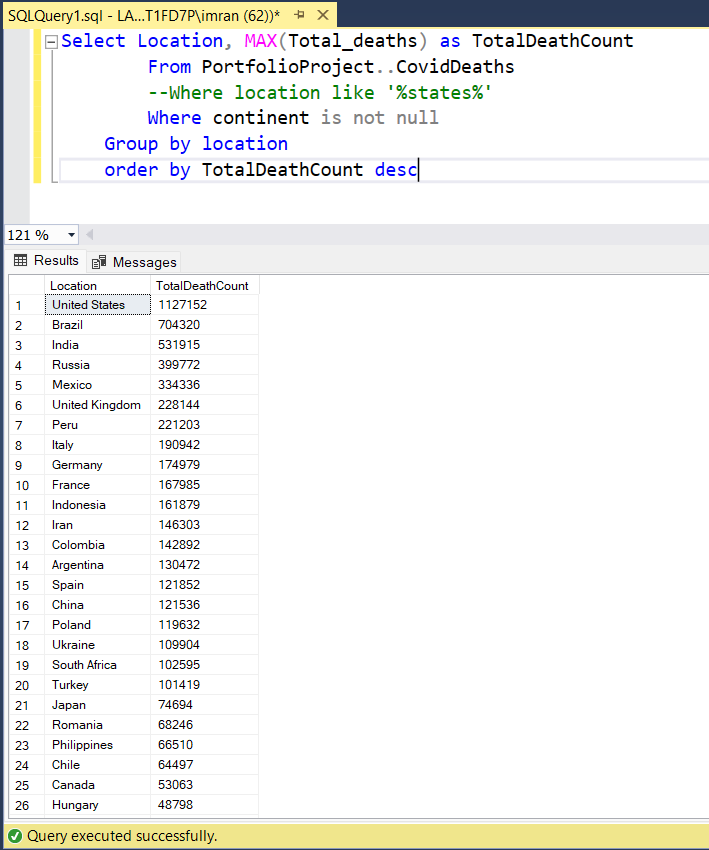 SQLQuery1.sql - LA...T1FD7P\imran (62))*
Select Location, MAX(Total_deaths) as TotalDeathCount
From PortfolioProject..CovidDeaths
--Where location like '%states%'
Where continent is not null
Group by location
order by TotalDeathCount desc
121 %
Results Messages
Location TotalDeathCount
1 United States 1127152
2 Brazil 704320
3 India 531915
4 Russia 399772
5 Mexico 334336
6 United Kingdom 228144
7 Peru 221203
8 Italy 190942
9 Germany 174979
10 France 167985
11 Indonesia 161879
12 Iran 146303
13 Colombia 142892
14 Argentina 130472
15 Spain 121852
16 China 121536
17 Poland 119632
18 Ukraine 109904
19 South Africa 102595
20 Turkey 101419
21 Japan 74694
22 Romania 68246
23 Philippines 66510
24 Chile 64497
25 Canada 53063
26 Hungary 48798
Query executed successfully.